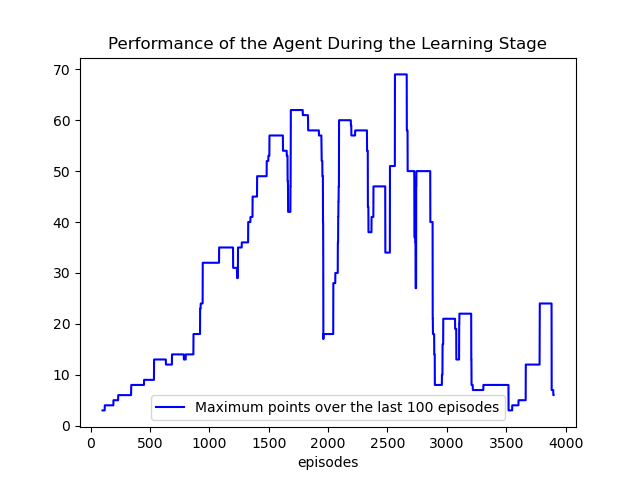 Performance of the Agent During the Learning Stage
70
60
50
40
30
20
10
0
Maximum points over the last 100 episodes
0 500 1000 1500 2000 2500 3000 3500 4000
episodes